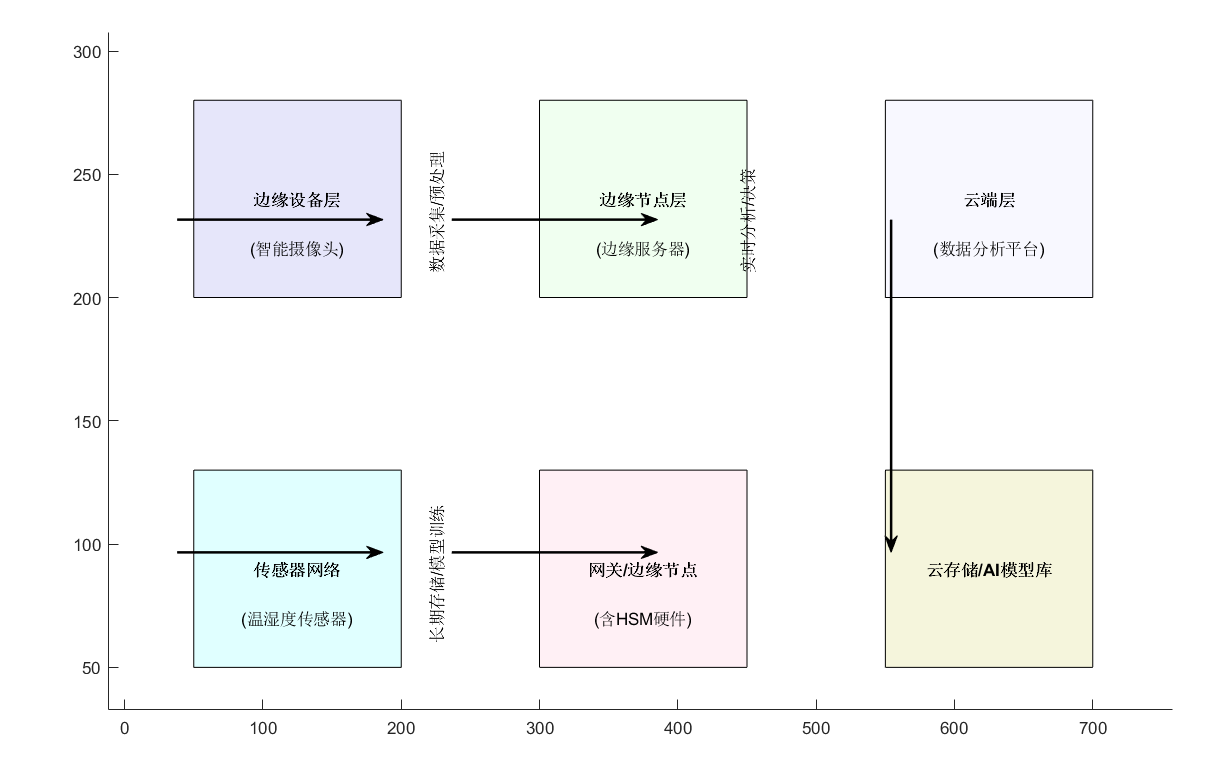 300
250
200
150
100
50
边缘设备层
(智能摄像头)
数据采集/预处理
边缘节点层
(边缘服务器)
实时分析/决策
云端层
(数据分析平台)
传感器网络
(温湿度传感器)
长期存储/模型训练
网关/边缘节点
(含HSM硬件)
云存储/AI模型库
0
100
200
300
400
500
600
700